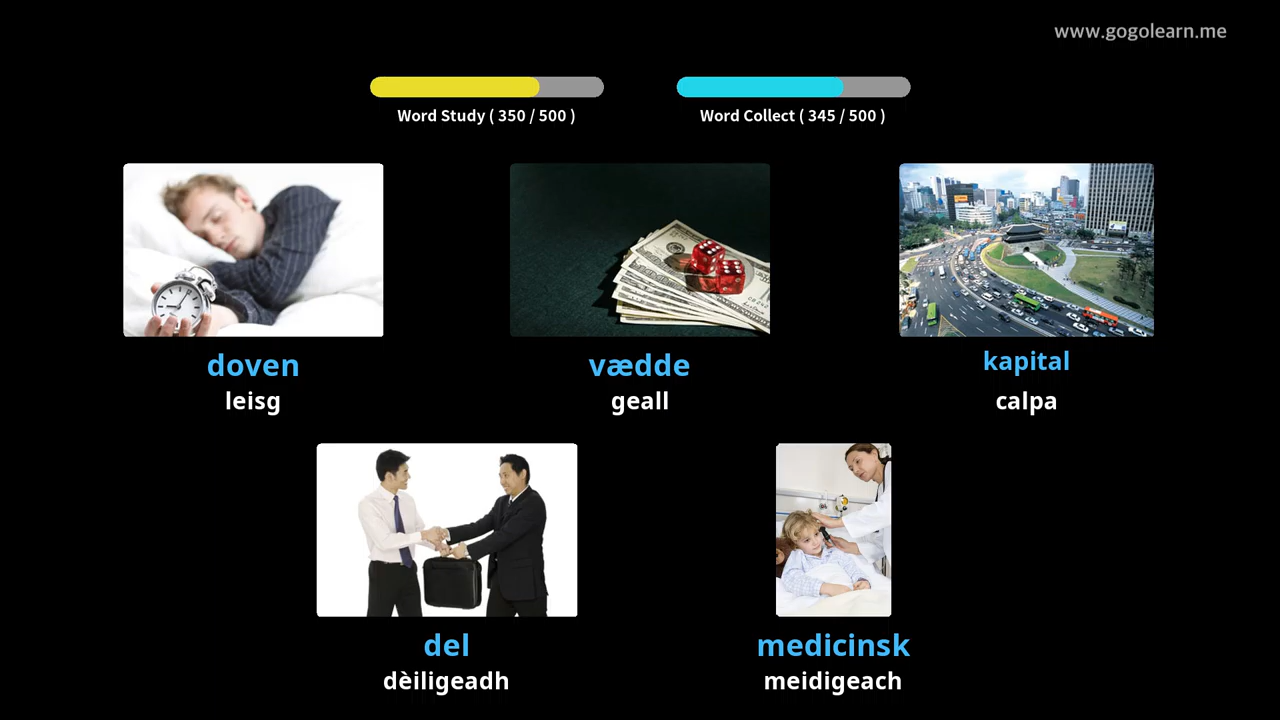 www.gogolearn.me
Word Study ( 350 / 500 )
Word Collect ( 345 / 500 )
doven
leisg
vædde
geall
kapital
calpa
del
dèiligeadh
medicinsk
meidigeach